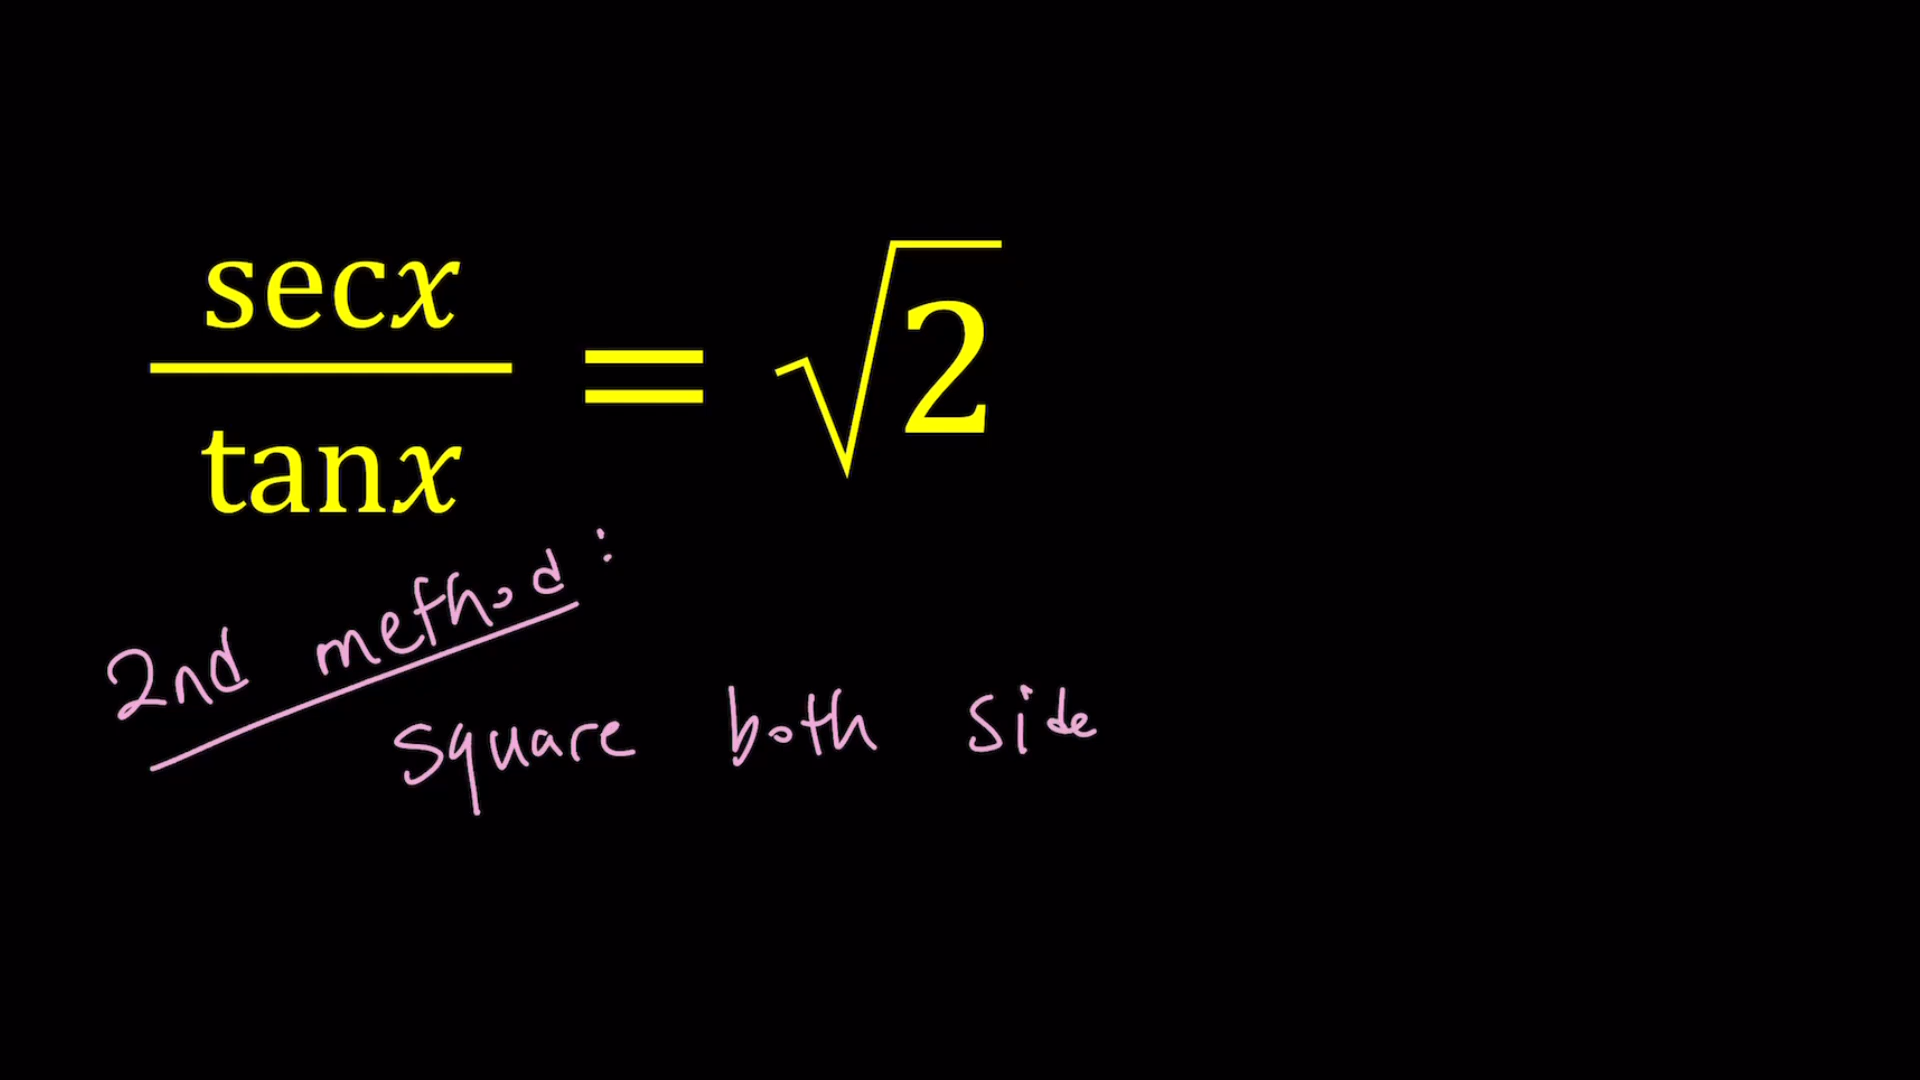 secx
tanx
= √2
2nd method:
square both side